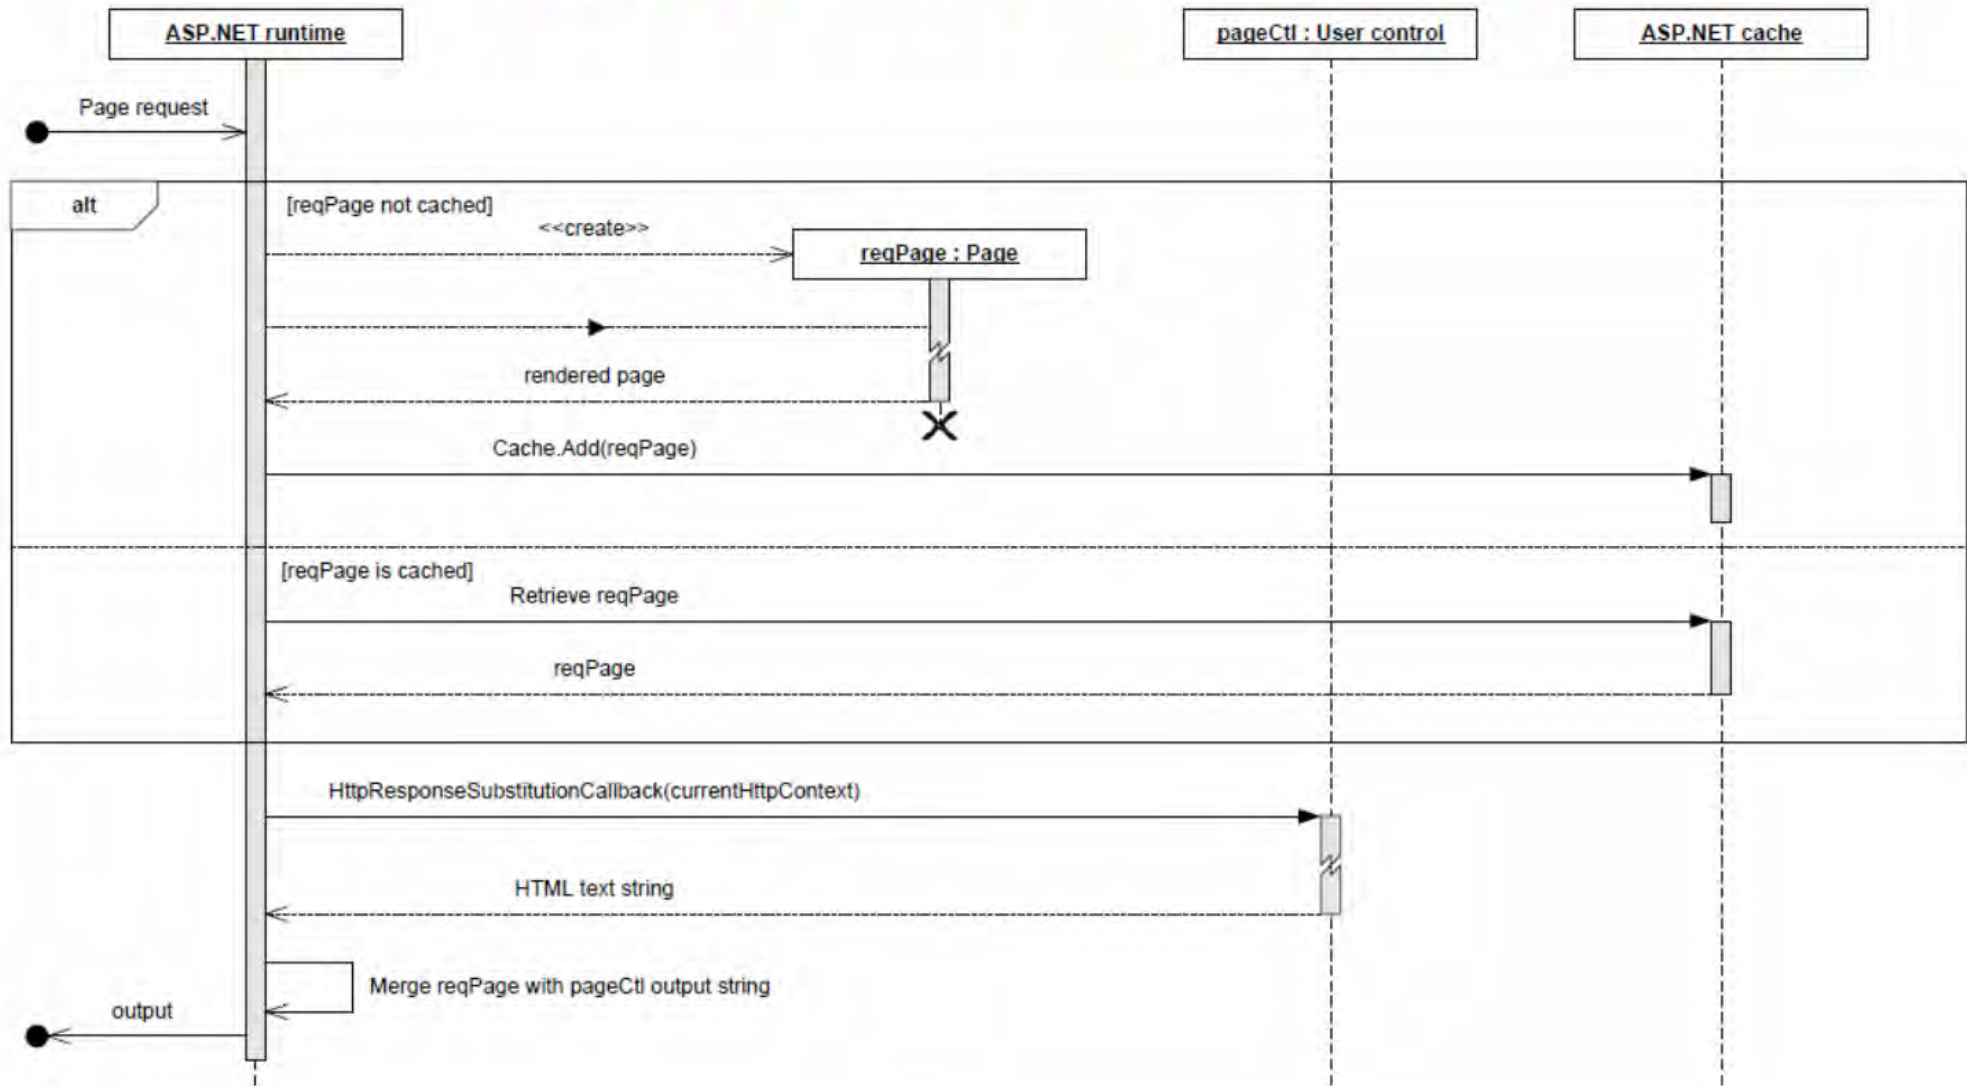 ASP.NET runtime
pageCtl : User control
ASP.NET cache
Page request
alt
[reqPage not cached]
<<create>>
reqPage : Page
rendered page
Cache.Add(reqPage)
[reqPage is cached]
Retrieve reqPage
reqPage
HttpResponseSubstitutionCallback(currentHttpContext)
HTML text string
Merge reqPage with pageCtl output string
output